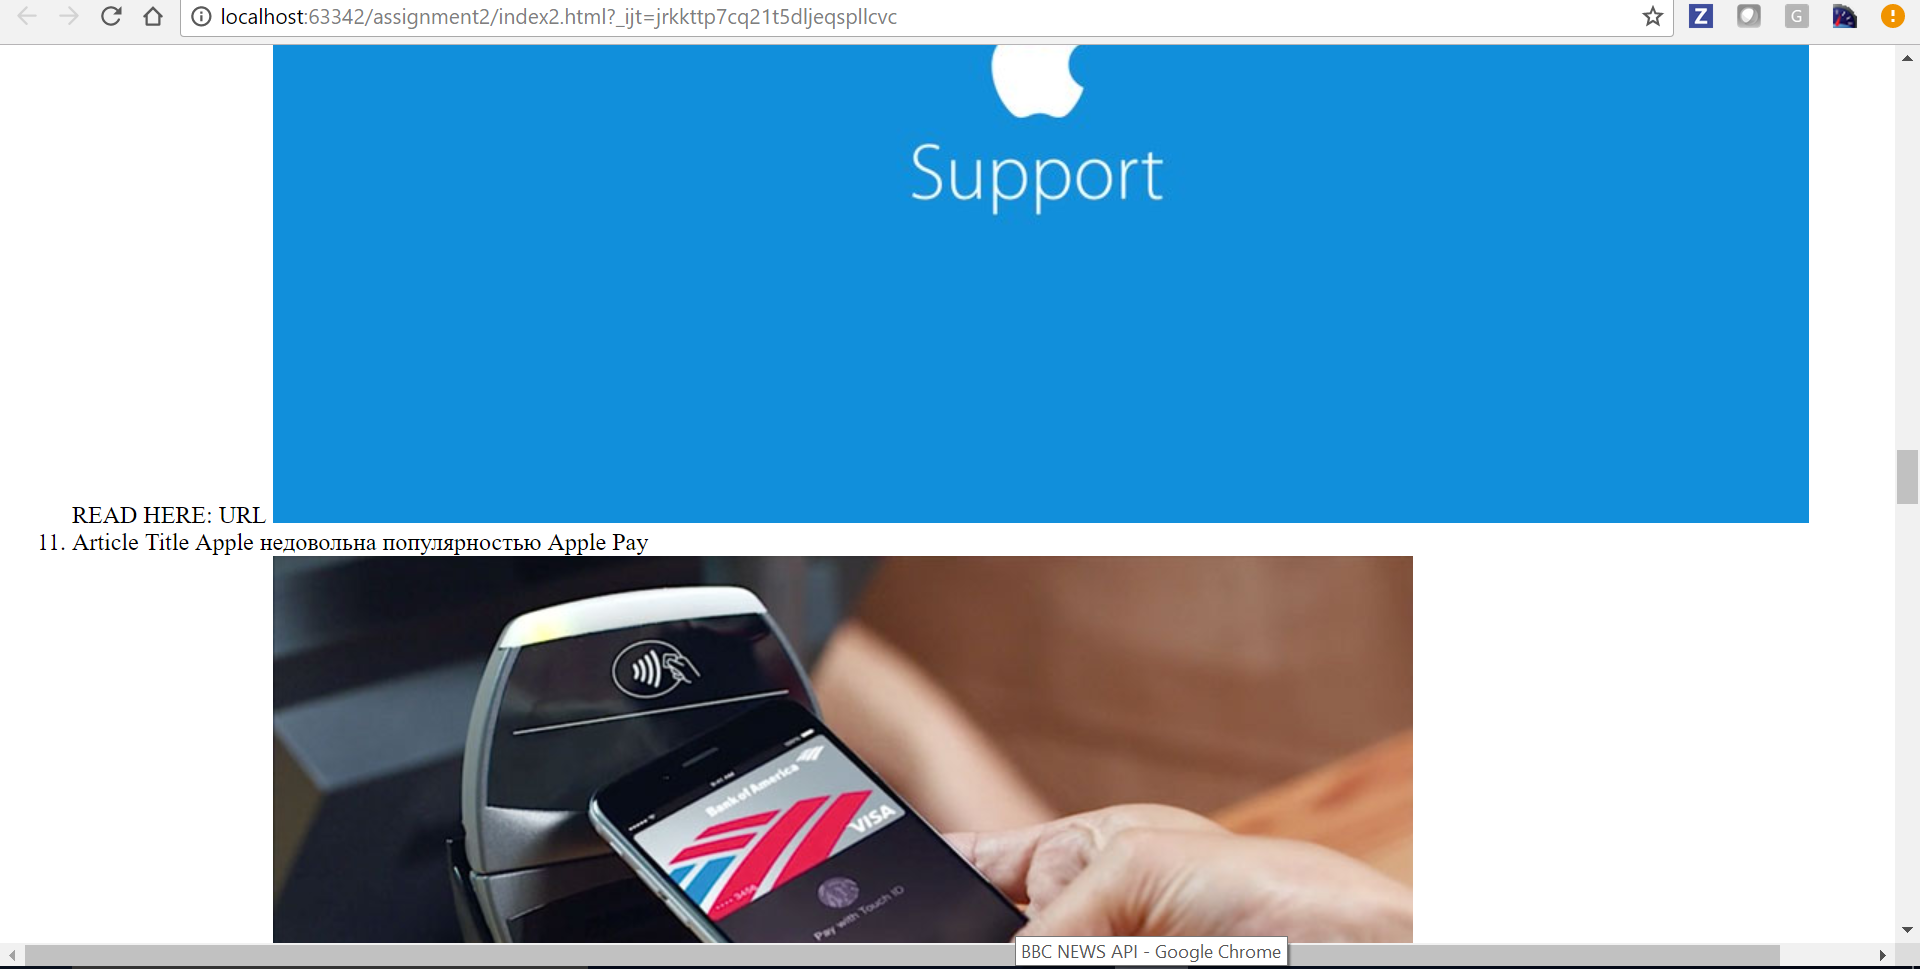 localhost:63342/assignment2/index2.html?_ijt=jrkkttp7cq21t5dljeqspllcvc
Z
G
Support
READ HERE: URL
11. Article Title Apple недовольна популярностью Apple Pay
Bank of America
VISA
3456
Pay with Touch ID
BBC NEWS API - Google Chrome